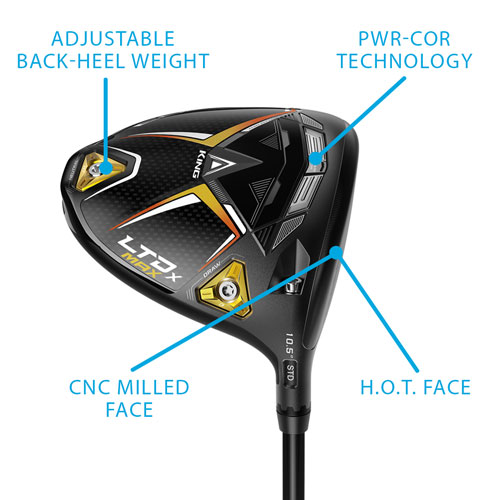 ADJUSTABLE
BACK-HEEL WEIGHT
PWR-COR
TECHNOLOGY
KING
LTDx
MAX
DRAW
10.5° STD
CNC MILLED
FACE
H.O.T. FACE